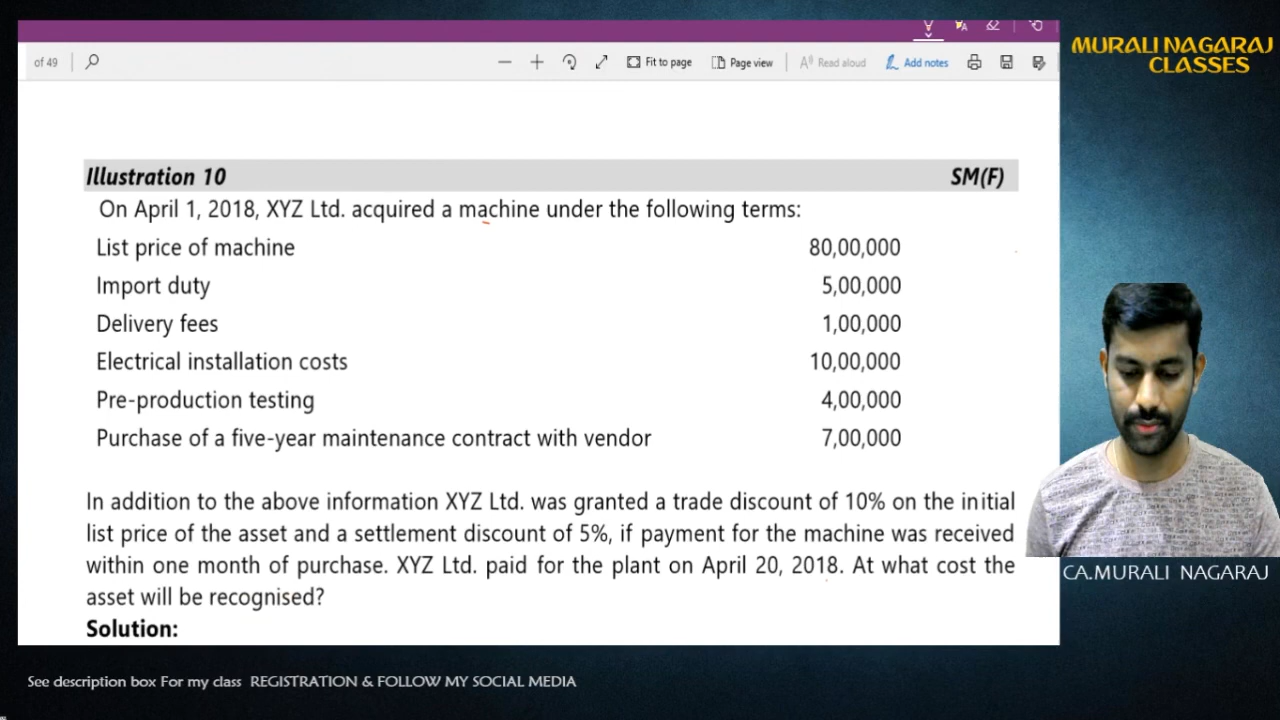 MURALI NAGARAJ
CLASSES
of 49
Fit to page
Page view
Read aloud
Add notes
Illustration 10 SM(F)
On April 1, 2018, XYZ Ltd. acquired a machine under the following terms:
List price of machine 80,00,000
Import duty 5,00,000
Delivery fees 1,00,000
Electrical installation costs 10,00,000
Pre-production testing 4,00,000
Purchase of a five-year maintenance contract with vendor 7,00,000
In addition to the above information XYZ Ltd. was granted a trade discount of 10% on the initial
list price of the asset and a settlement discount of 5%, if payment for the machine was received
within one month of purchase. XYZ Ltd. paid for the plant on April 20, 2018. At what cost the
asset will be recognised?
Solution:
CA.MURALI NAGARAJ
See description box For my class REGISTRATION & FOLLOW MY SOCIAL MEDIA